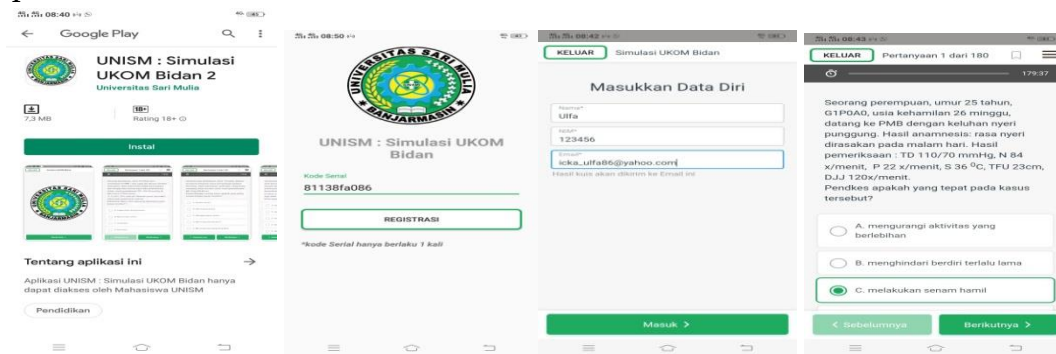 08:40
Google Play
UNISM : Simulasi
UKOM Bidan 2
Universitas Sari Mulia
7,3 MB
18+
Rating 18+
Instal
Tentang aplikasi ini
Aplikasi UNISM : Simulasi UKOM Bidan hanya
dapat diakses oleh Mahasiswa UNISM
Pendidikan
08:50
UNIVERSITAS SARI MULIA
BANJARMASIN
UNISM : Simulasi UKOM
Bidan
Kode Serial
81138fa086
REGISTRASI
*kode Serial hanya berlaku 1 kali
08:42
KELUAR
Simulasi UKOM Bidan
Masukkan Data Diri
Nama*
Ulfa
NIM*
123456
Email*
icka_ulfa86@yahoo.com
Hasil kuis akan dikirim ke Email ini
Masuk >
08:43
KELUAR
Pertanyaan 1 dari 180
179:37
Seorang perempuan, umur 25 tahun,
G1P0A0, usia kehamilan 26 minggu,
datang ke PMB dengan keluhan nyeri
punggung. Hasil anamnesis: rasa nyeri
dirasakan pada malam hari. Hasil
pemeriksaan : TD 110/70 mmHg, N 84
x/menit, P 22 x/menit, S 36 ⁰C, TFU 23cm,
DJJ 120x/menit.
Pendkes apakah yang tepat pada kasus
tersebut?
A. mengurangi aktivitas yang
berlebihan
B. menghindari berdiri terlalu lama
C. melakukan senam hamil
< Sebelumnya
Berikutnya >